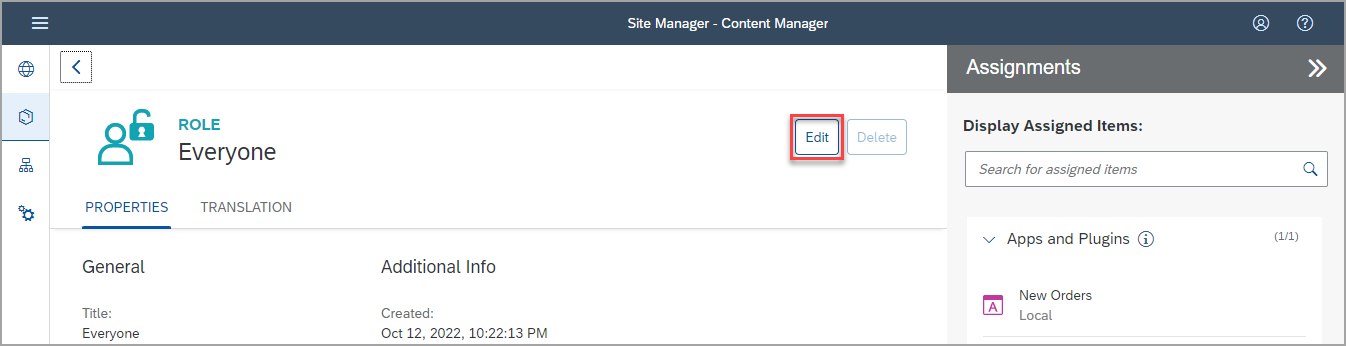 Site Manager - Content Manager
Assignments
ROLE
Everyone
Edit
Delete
PROPERTIES
TRANSLATION
General
Additional Info
Title:
Everyone
Created:
Oct 12, 2022, 10:22:13 PM
Display Assigned Items:
Search for assigned items
Apps and Plugins (1/1)
A
New Orders
Local